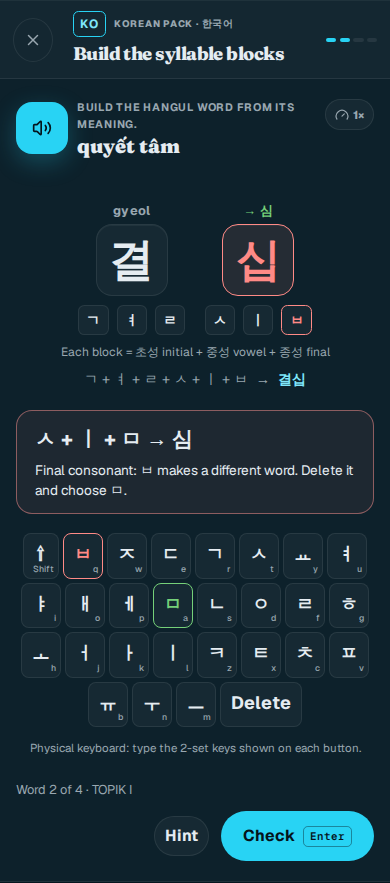 KO KOREAN PACK · 한국어
Build the syllable blocks
BUILD THE HANGUL WORD FROM ITS
MEANING.
quyết tâm
1×
gyeol → 심
결 십
ㄱ ㅕ ㄹ ㅅ ㅣ ㅂ
Each block = 초성 initial + 중성 vowel + 종성 final
ㄱ + ㅕ + ㄹ + ㅅ + ㅣ + ㅂ → 결십
ㅅ + ㅣ + ㅁ → 심
Final consonant: ㅂ makes a different word. Delete it
and choose ㅁ.
⇧ Shift ㅂ q ㅈ w ㄷ e ㄱ r ㅅ t ㅛ y ㅕ u
ㅑ i ㅐ o ㅔ p ㅁ a ㄴ s ㅇ d ㄹ f ㅎ g
ㅗ h ㅓ j ㅏ k ㅣ l ㅋ z ㅌ x ㅊ c ㅍ v
ㅠ b ㅜ n ㅡ m Delete
Physical keyboard: type the 2-set keys shown on each button.
Word 2 of 4 · TOPIK I
Hint Check Enter